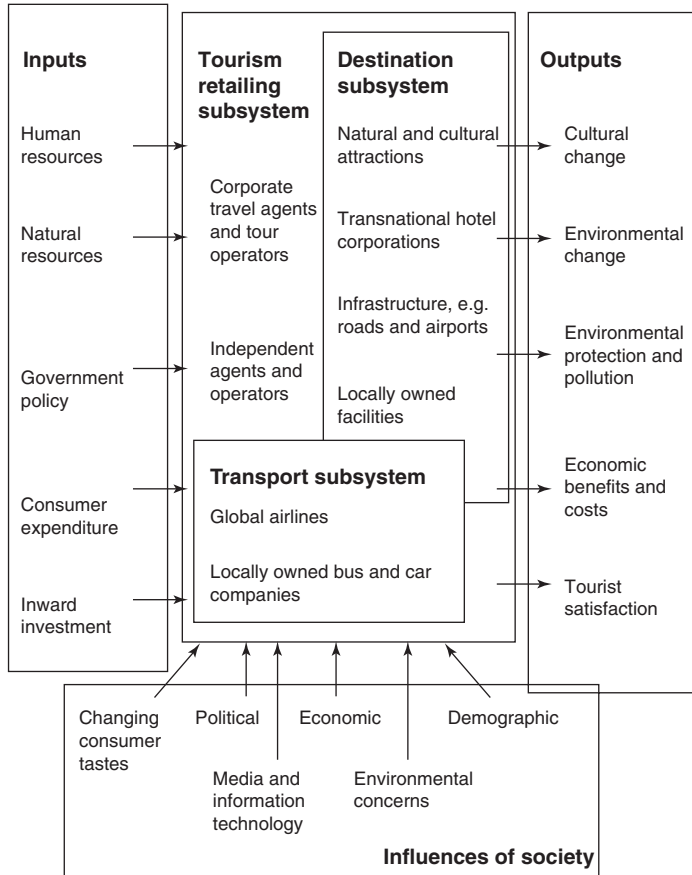 Inputs
Human
resources
Natural
resources
Government
policy
Consumer
expenditure
Inward
investment
Tourism
retailing
subsystem
Corporate
travel agents
and tour
operators
Independent
agents and
operators
Destination
subsystem
Natural and cultural
attractions
Transnational hotel
corporations
Infrastructure, e.g.
roads and airports
Locally owned
facilities
Transport subsystem
Global airlines
Locally owned bus and car
companies
Outputs
Cultural
change
Environmental
change
Environmental
protection and
pollution
Economic
benefits and
costs
Tourist
satisfaction
Changing
consumer
tastes
Political
Media and
information
technology
Economic
Environmental
concerns
Demographic
Influences of society